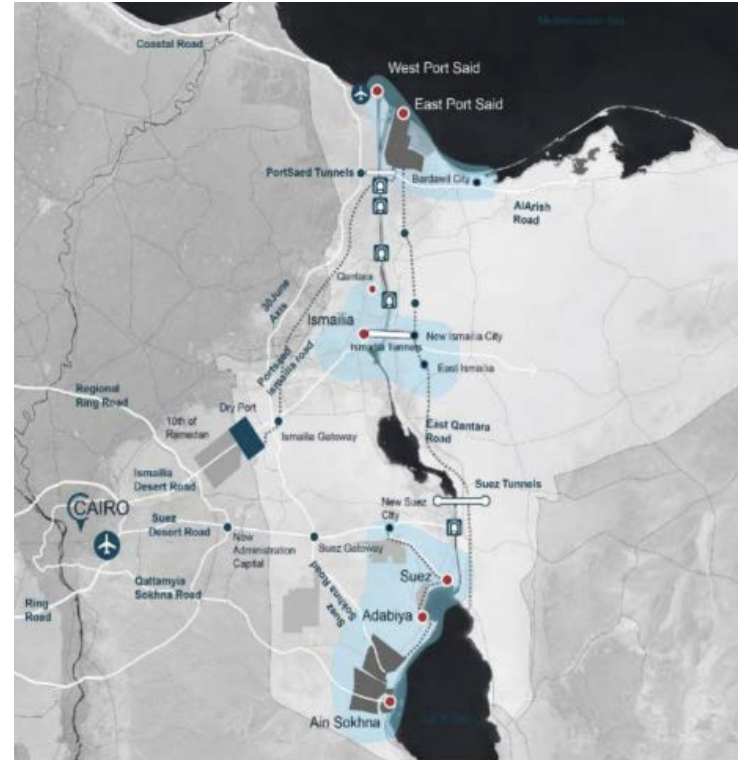 Mediterranean Sea
Coastal Road
West Port Said
East Port Said
PortSaed Tunnels
Bardawil City
AlArish
Road
Qantara
30June
Axis
Ismailia
New Ismailia City
Ismailia Tunnels
East Ismailia
Portsaid
Ismailia road
Regional
Ring Road
Dry Port
10th of
Ramadan
Ismailia Gateway
East Qantara
Road
Ismailia
Desert Road
Suez Tunnels
CAIRO
Suez
Desert Road
New Suez
City
New
Administration
Capital
Suez Gateway
Suez
Qattamyia
Sokhna Road
Suez
Sokhna Road
Adabiya
Ring
Road
Ain Sokhna